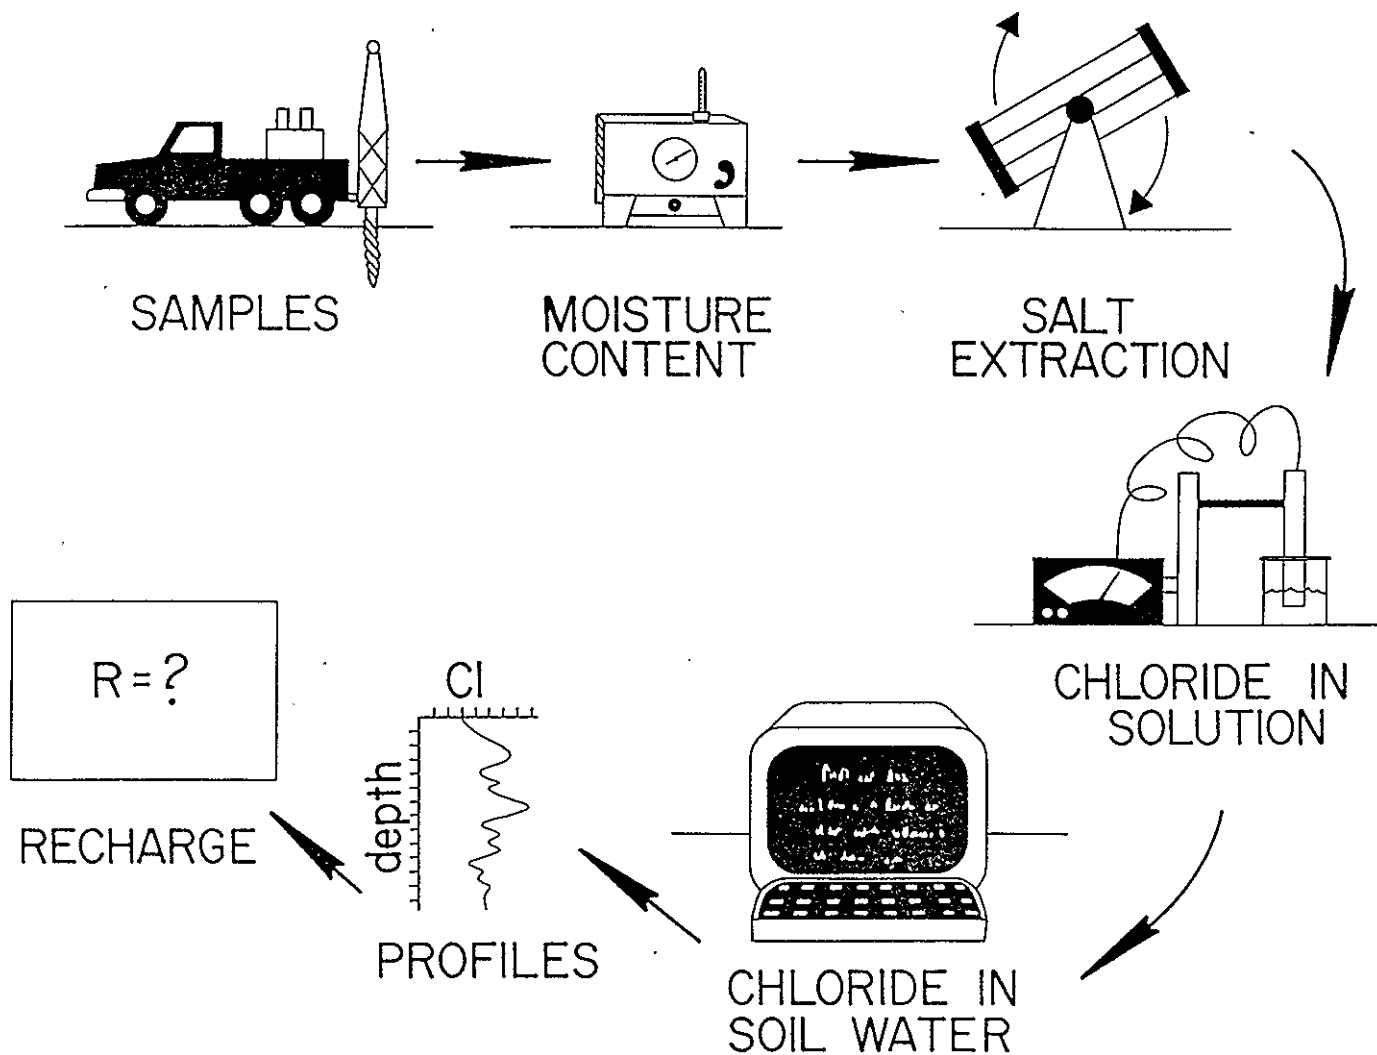 SAMPLES
MOISTURE
CONTENT
SALT
EXTRACTION
CHLORIDE IN
SOLUTION
CHLORIDE IN
SOIL WATER
Cl
depth
PROFILES
R = ?
RECHARGE